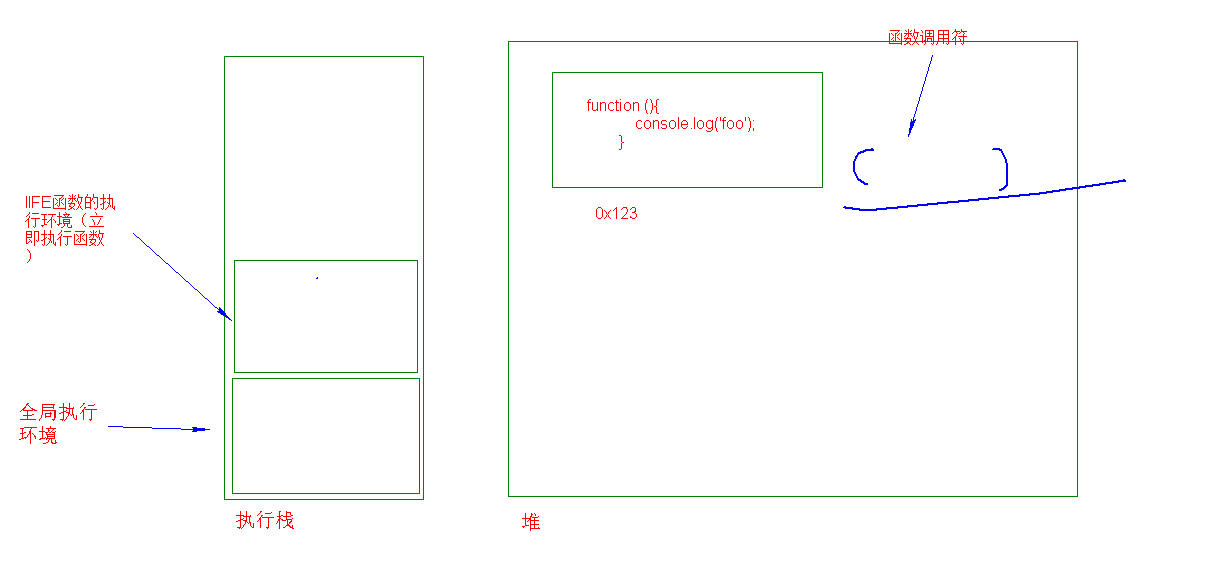 函数调用符
function (){
console.log('foo');
}
0x123
IIFE函数的执
行环境（立
即执行函数
）
全局执行
环境
执行栈
堆